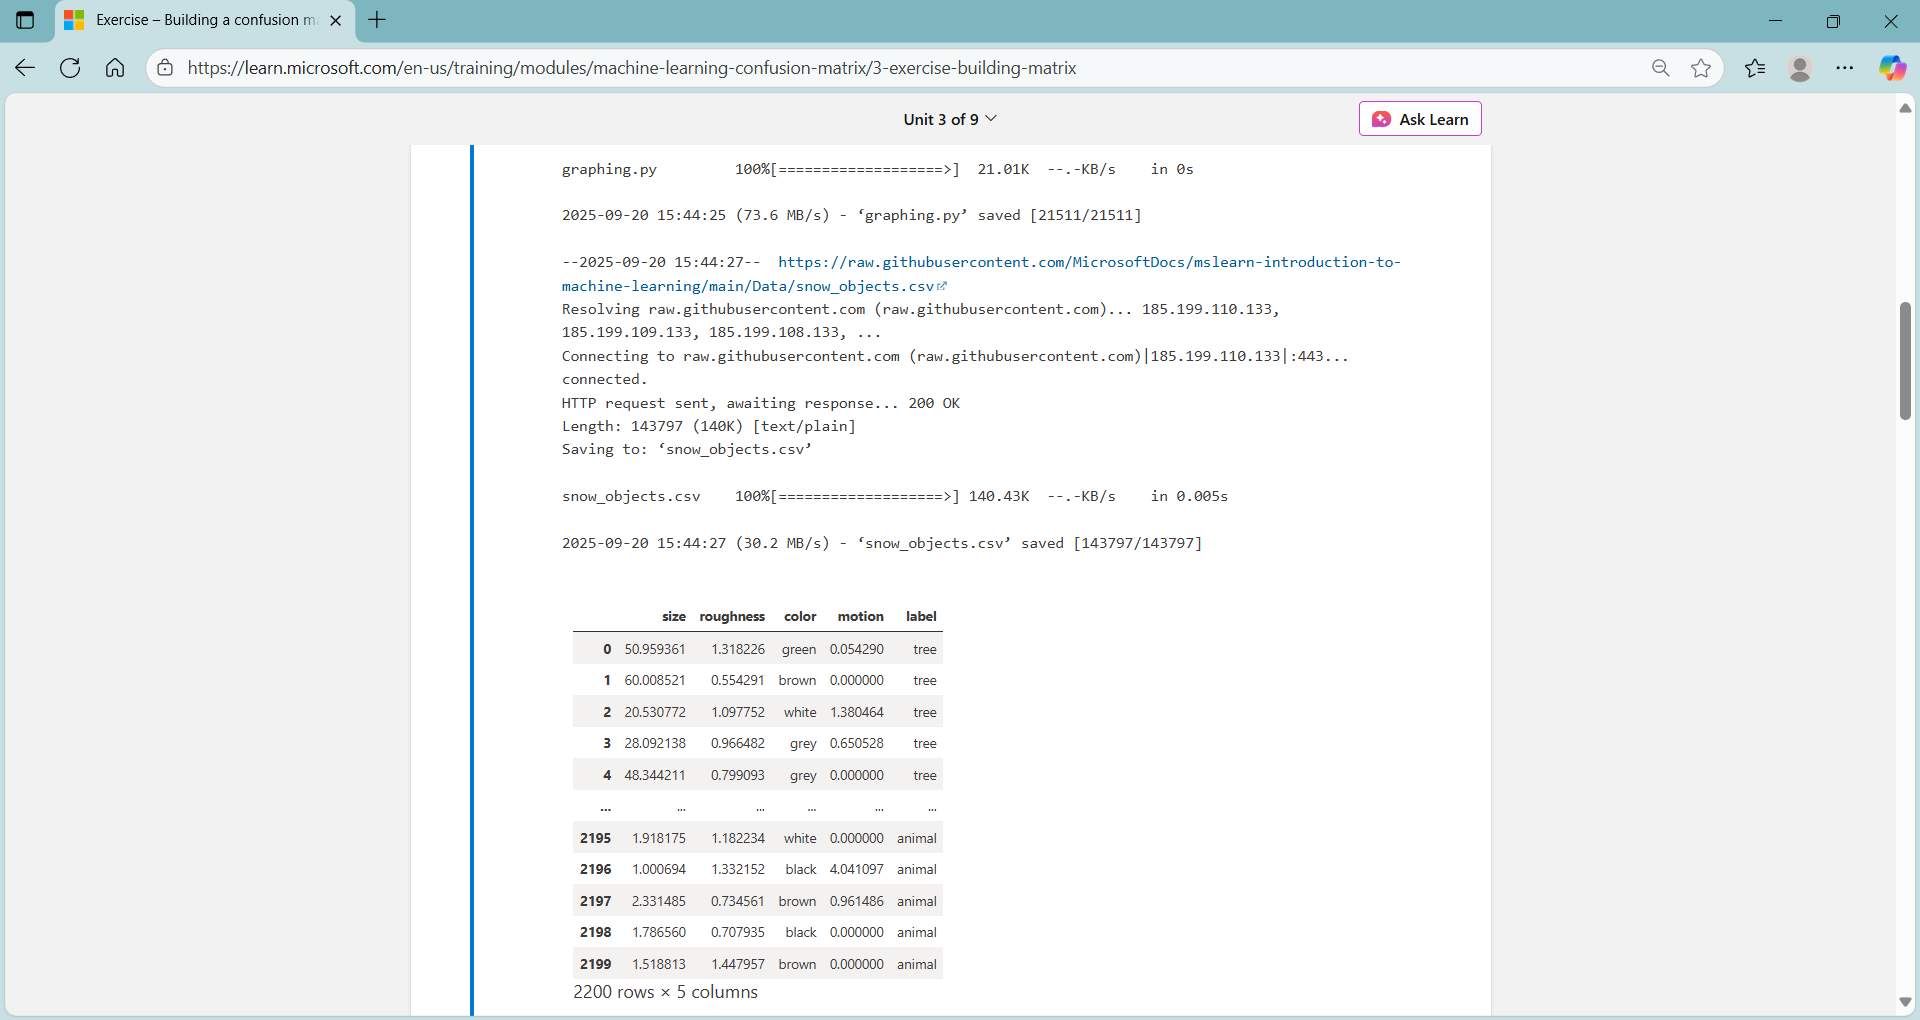 Exercise – Building a confusion m
https://learn.microsoft.com/en-us/training/modules/machine-learning-confusion-matrix/3-exercise-building-matrix
Unit 3 of 9
Ask Learn
graphing.py 100%[===================>] 21.01K --.-KB/s in 0s
2025-09-20 15:44:25 (73.6 MB/s) - ‘graphing.py’ saved [21511/21511]
--2025-09-20 15:44:27-- https://raw.githubusercontent.com/MicrosoftDocs/mslearn-introduction-to-
machine-learning/main/Data/snow_objects.csv
Resolving raw.githubusercontent.com (raw.githubusercontent.com)... 185.199.110.133,
185.199.109.133, 185.199.108.133, ...
Connecting to raw.githubusercontent.com (raw.githubusercontent.com)|185.199.110.133|:443...
connected.
HTTP request sent, awaiting response... 200 OK
Length: 143797 (140K) [text/plain]
Saving to: ‘snow_objects.csv’
snow_objects.csv 100%[===================>] 140.43K --.-KB/s in 0.005s
2025-09-20 15:44:27 (30.2 MB/s) - ‘snow_objects.csv’ saved [143797/143797]
size roughness color motion label
0 50.959361 1.318226 green 0.054290 tree
1 60.008521 0.554291 brown 0.000000 tree
2 20.530772 1.097752 white 1.380464 tree
3 28.092138 0.966482 grey 0.650528 tree
4 48.344211 0.799093 grey 0.000000 tree
... ... ... ... ... ...
2195 1.918175 1.182234 white 0.000000 animal
2196 1.000694 1.332152 black 4.041097 animal
2197 2.331485 0.734561 brown 0.961486 animal
2198 1.786560 0.707935 black 0.000000 animal
2199 1.518813 1.447957 brown 0.000000 animal
2200 rows × 5 columns